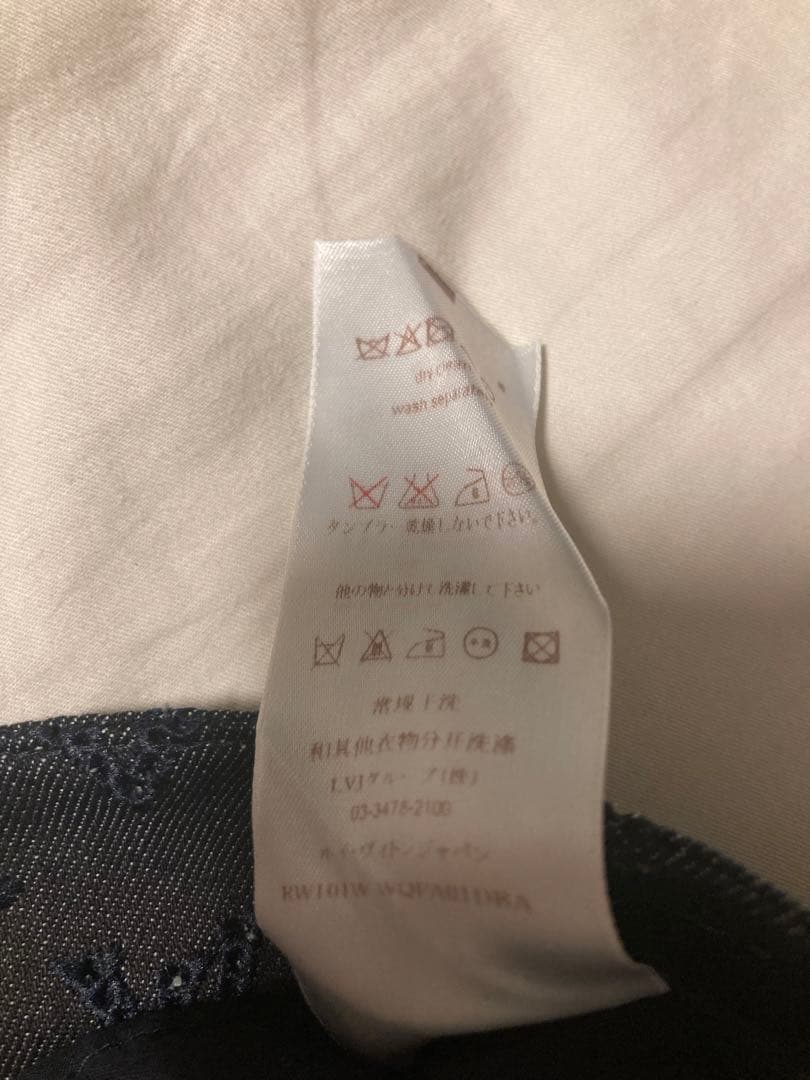 dry clean
wash separately
タンブラー乾燥しないで下さい。
他の物と分けて洗濯して下さい
常规干洗
和其他衣物分开洗涤
LVJグループ(株)
03-3478-2100
ルイ・ヴィトンジャパン